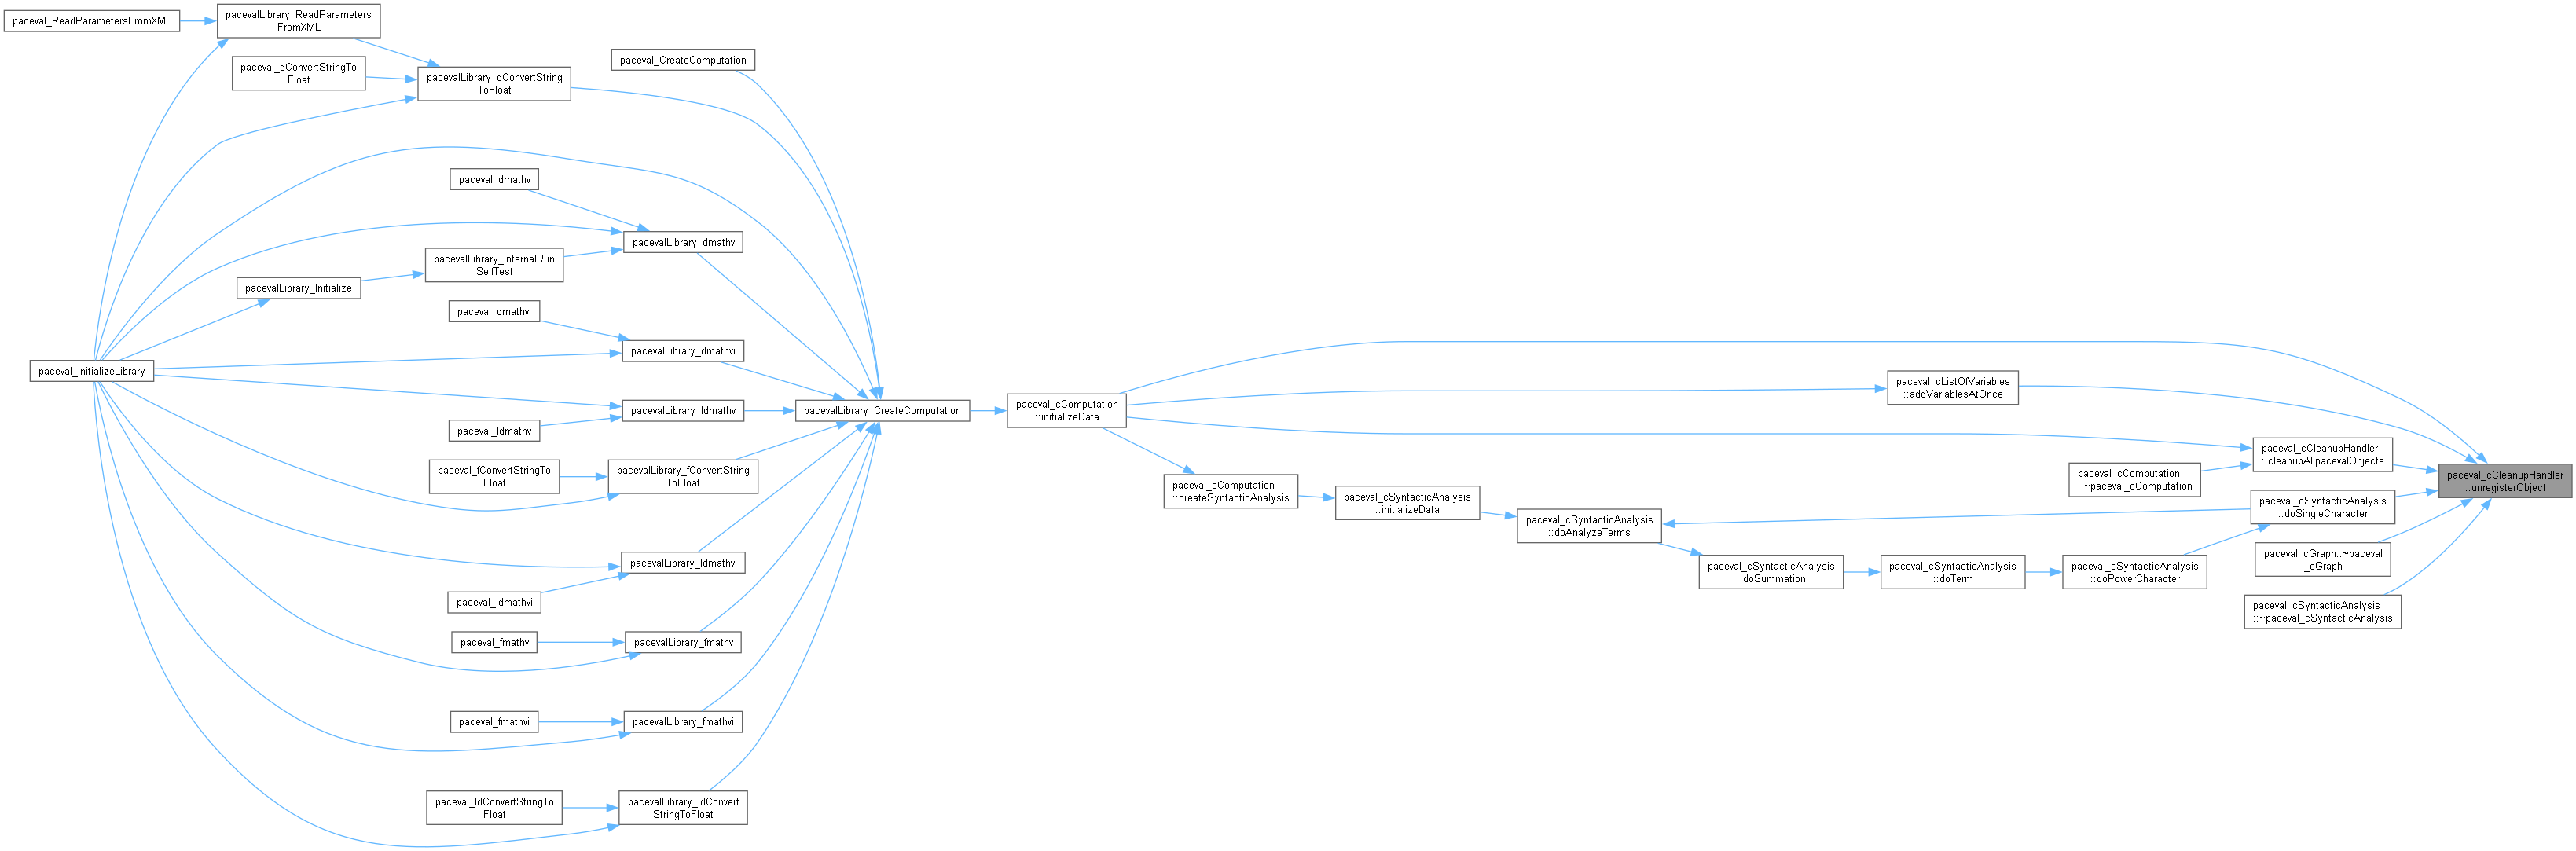 paceval_ReadParametersFromXML
pacevalLibrary_ReadParameters
FromXML
paceval_dConvertStringTo
Float
pacevalLibrary_dConvertString
ToFloat
paceval_CreateComputation
paceval_dmathv
pacevalLibrary_dmathv
pacevalLibrary_InternalRun
SelfTest
pacevalLibrary_Initialize
paceval_dmathvi
pacevalLibrary_dmathvi
paceval_InitializeLibrary
pacevalLibrary_ldmathv
paceval_ldmathv
pacevalLibrary_CreateComputation
paceval_fConvertStringTo
Float
pacevalLibrary_fConvertString
ToFloat
pacevalLibrary_ldmathvi
paceval_ldmathvi
paceval_fmathv
pacevalLibrary_fmathv
paceval_fmathvi
pacevalLibrary_fmathvi
paceval_ldConvertStringTo
Float
pacevalLibrary_ldConvert
StringToFloat
paceval_cComputation
::initializeData
paceval_cComputation
::createSyntacticAnalysis
paceval_cSyntacticAnalysis
::initializeData
paceval_cSyntacticAnalysis
::doAnalyzeTerms
paceval_cSyntacticAnalysis
::doSummation
paceval_cSyntacticAnalysis
::doTerm
paceval_cSyntacticAnalysis
::doPowerCharacter
paceval_cListOfVariables
::addVariablesAtOnce
paceval_cComputation
::~paceval_cComputation
paceval_cCleanupHandler
::cleanupAllpacevalObjects
paceval_cSyntacticAnalysis
::doSingleCharacter
paceval_cGraph::~paceval
_cGraph
paceval_cSyntacticAnalysis
::~paceval_cSyntacticAnalysis
paceval_cCleanupHandler
::unregisterObject